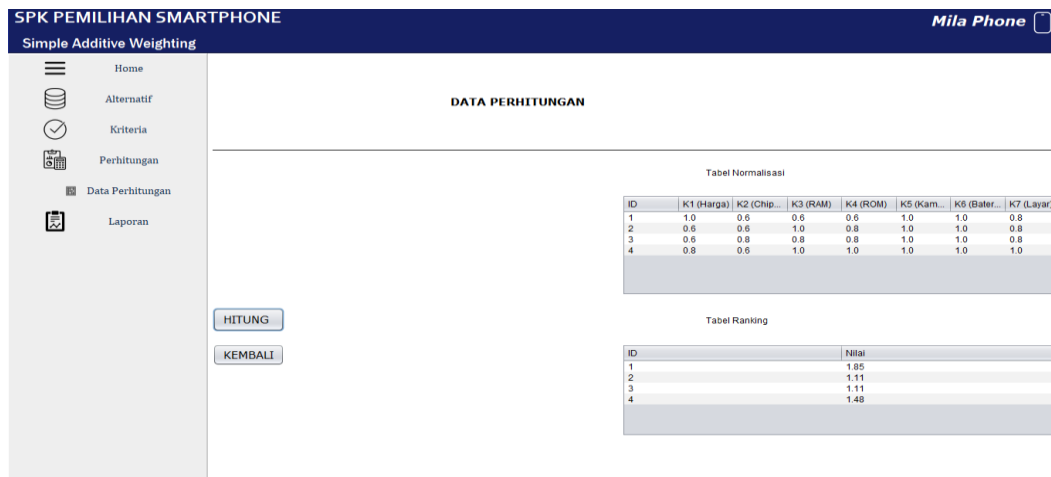 SPK PEMILIHAN SMARTPHONE
Mila Phone
Simple Additive Weighting
Home
Alternatif
Kriteria
Perhitungan
Data Perhitungan
Laporan
DATA PERHITUNGAN
Tabel Normalisasi
ID K1 (Harga) K2 (Chip... K3 (RAM) K4 (ROM) K5 (Kam... K6 (Bater... K7 (Layar)
1 1.0 0.6 0.6 0.6 1.0 1.0 0.8
2 0.6 0.6 1.0 0.8 1.0 1.0 0.8
3 0.6 0.8 0.8 0.8 1.0 1.0 0.8
4 0.8 0.6 1.0 1.0 1.0 1.0 1.0
HITUNG
KEMBALI
Tabel Ranking
ID Nilai
1 1.85
2 1.11
3 1.11
4 1.48